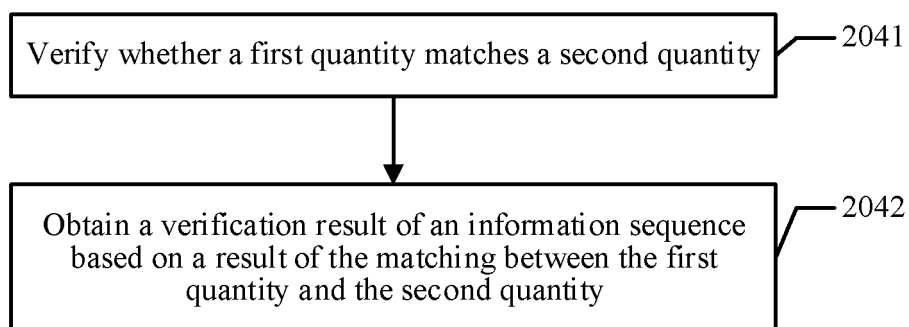 Verify whether a first quantity matches a second quantity
2041
Obtain a verification result of an information sequence
based on a result of the matching between the first
quantity and the second quantity
2042